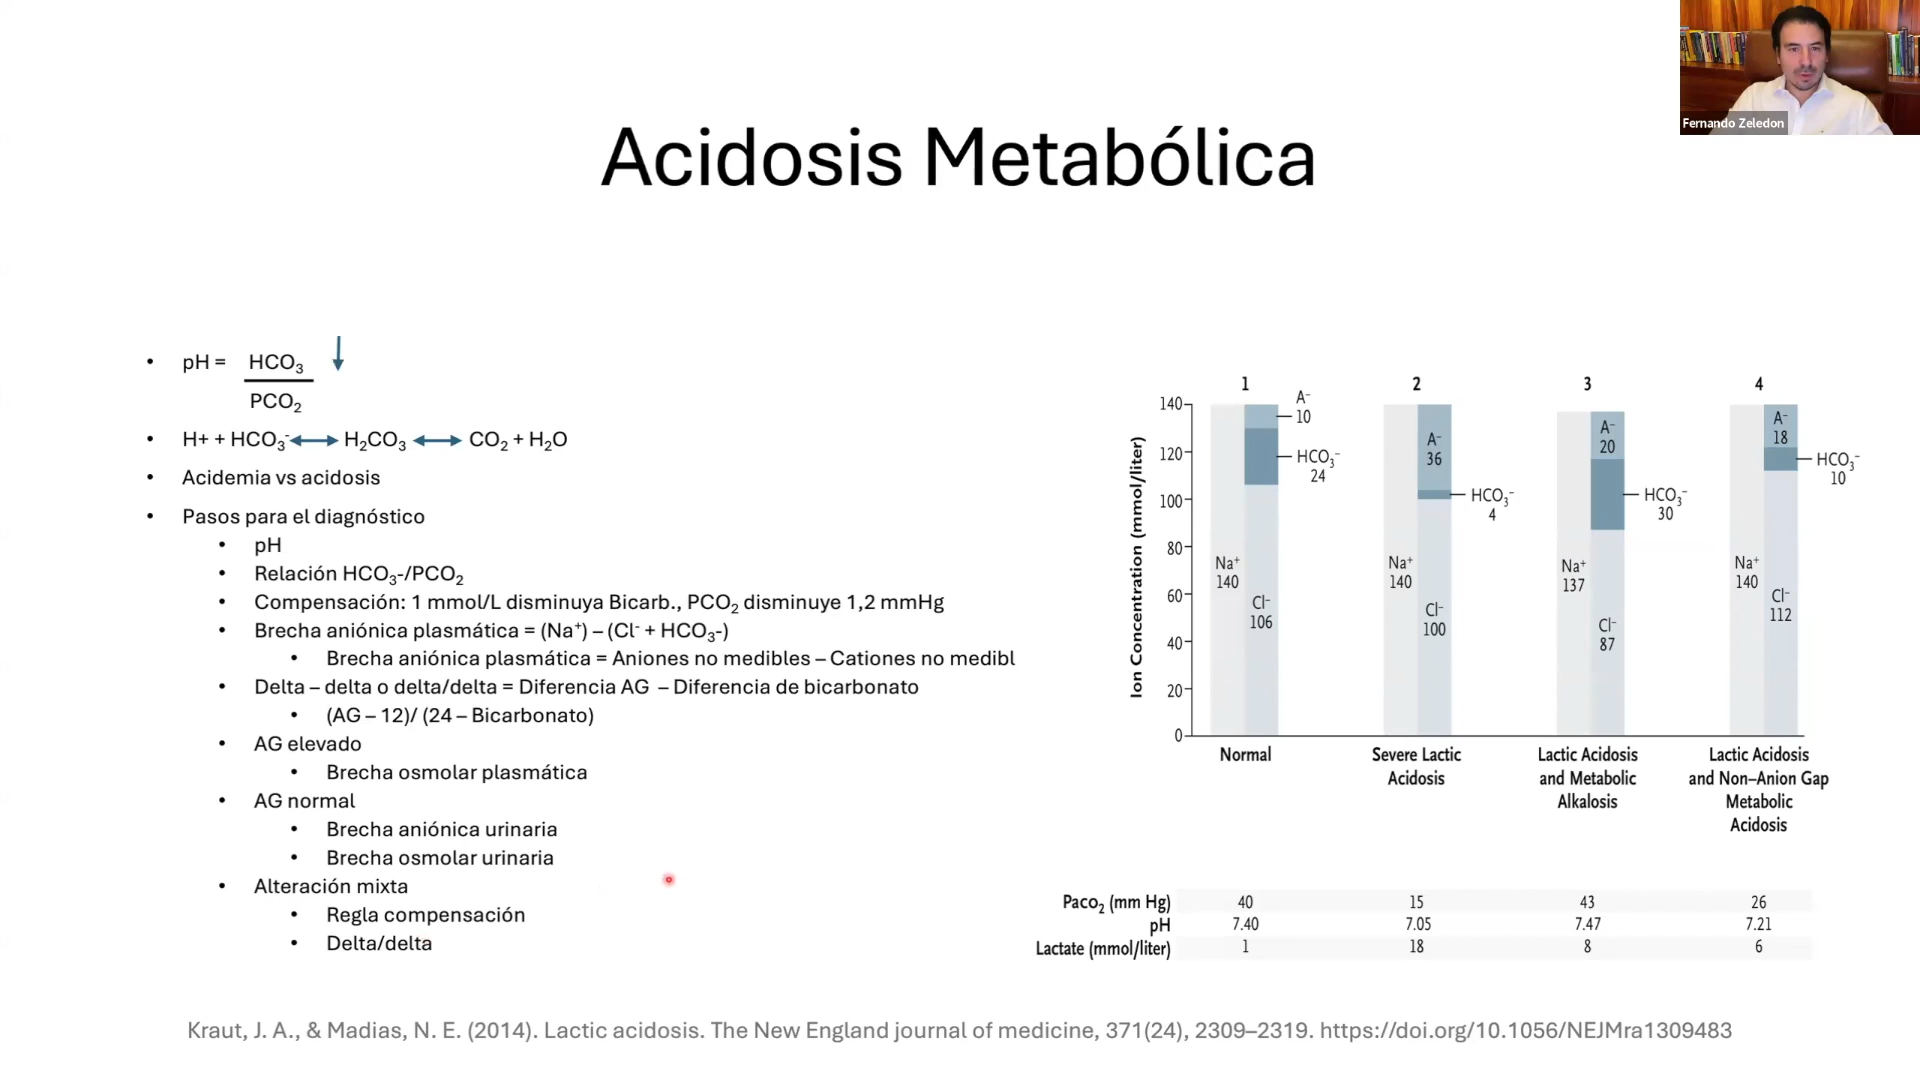 Fernando Zeledon
Acidosis Metabólica
• pH = HCO₃
PCO₂
• H+ + HCO₃⁻ ↔ H₂CO₃ ↔ CO₂ + H₂O
• Acidemia vs acidosis
• Pasos para el diagnóstico
• pH
• Relación HCO₃-/PCO₂
• Compensación: 1 mmol/L disminuya Bicarb., PCO₂ disminuye 1,2 mmHg
• Brecha aniónica plasmática = (Na⁺) – (Cl⁻ + HCO₃-)
• Brecha aniónica plasmática = Aniones no medibles – Cationes no medibl
• Delta – delta o delta/delta = Diferencia AG – Diferencia de bicarbonato
• (AG – 12)/ (24 – Bicarbonato)
• AG elevado
• Brecha osmolar plasmática
• AG normal
• Brecha aniónica urinaria
• Brecha osmolar urinaria
• Alteración mixta
• Regla compensación
• Delta/delta
Ion Concentration (mmol/liter)
140
120
100
80
60
40
20
0
1
A⁻
10
HCO₃⁻
24
Na⁺
140
Cl⁻
106
Normal
2
A⁻
36
HCO₃⁻
4
Na⁺
140
Cl⁻
100
Severe Lactic
Acidosis
3
A⁻
20
HCO₃⁻
30
Na⁺
137
Cl⁻
87
Lactic Acidosis
and Metabolic
Alkalosis
4
A⁻
18
HCO₃⁻
10
Na⁺
140
Cl⁻
112
Lactic Acidosis
and Non–Anion Gap
Metabolic
Acidosis
Paco₂ (mm Hg) 40 15 43 26
pH 7.40 7.05 7.47 7.21
Lactate (mmol/liter) 1 18 8 6
Kraut, J. A., & Madias, N. E. (2014). Lactic acidosis. The New England journal of medicine, 371(24), 2309–2319. https://doi.org/10.1056/NEJMra1309483